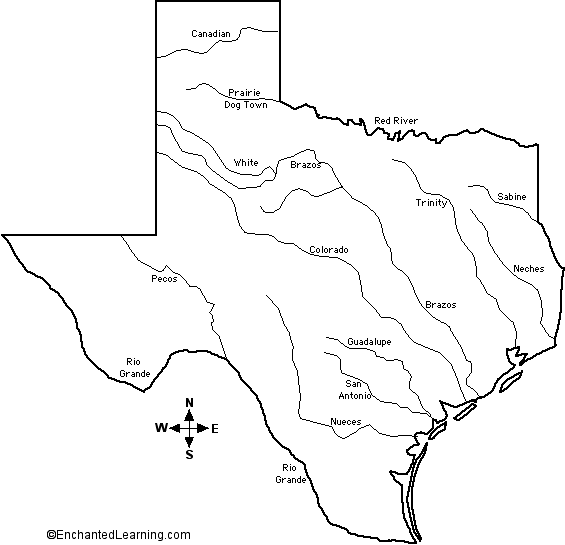 Canadian
Prairie
Dog Town
Red River
White
Brazos
Trinity
Sabine
Colorado
Neches
Pecos
Brazos
Guadalupe
Rio
Grande
San
Antonio
Nueces
N
W
E
S
Rio
Grande
©EnchantedLearning.com